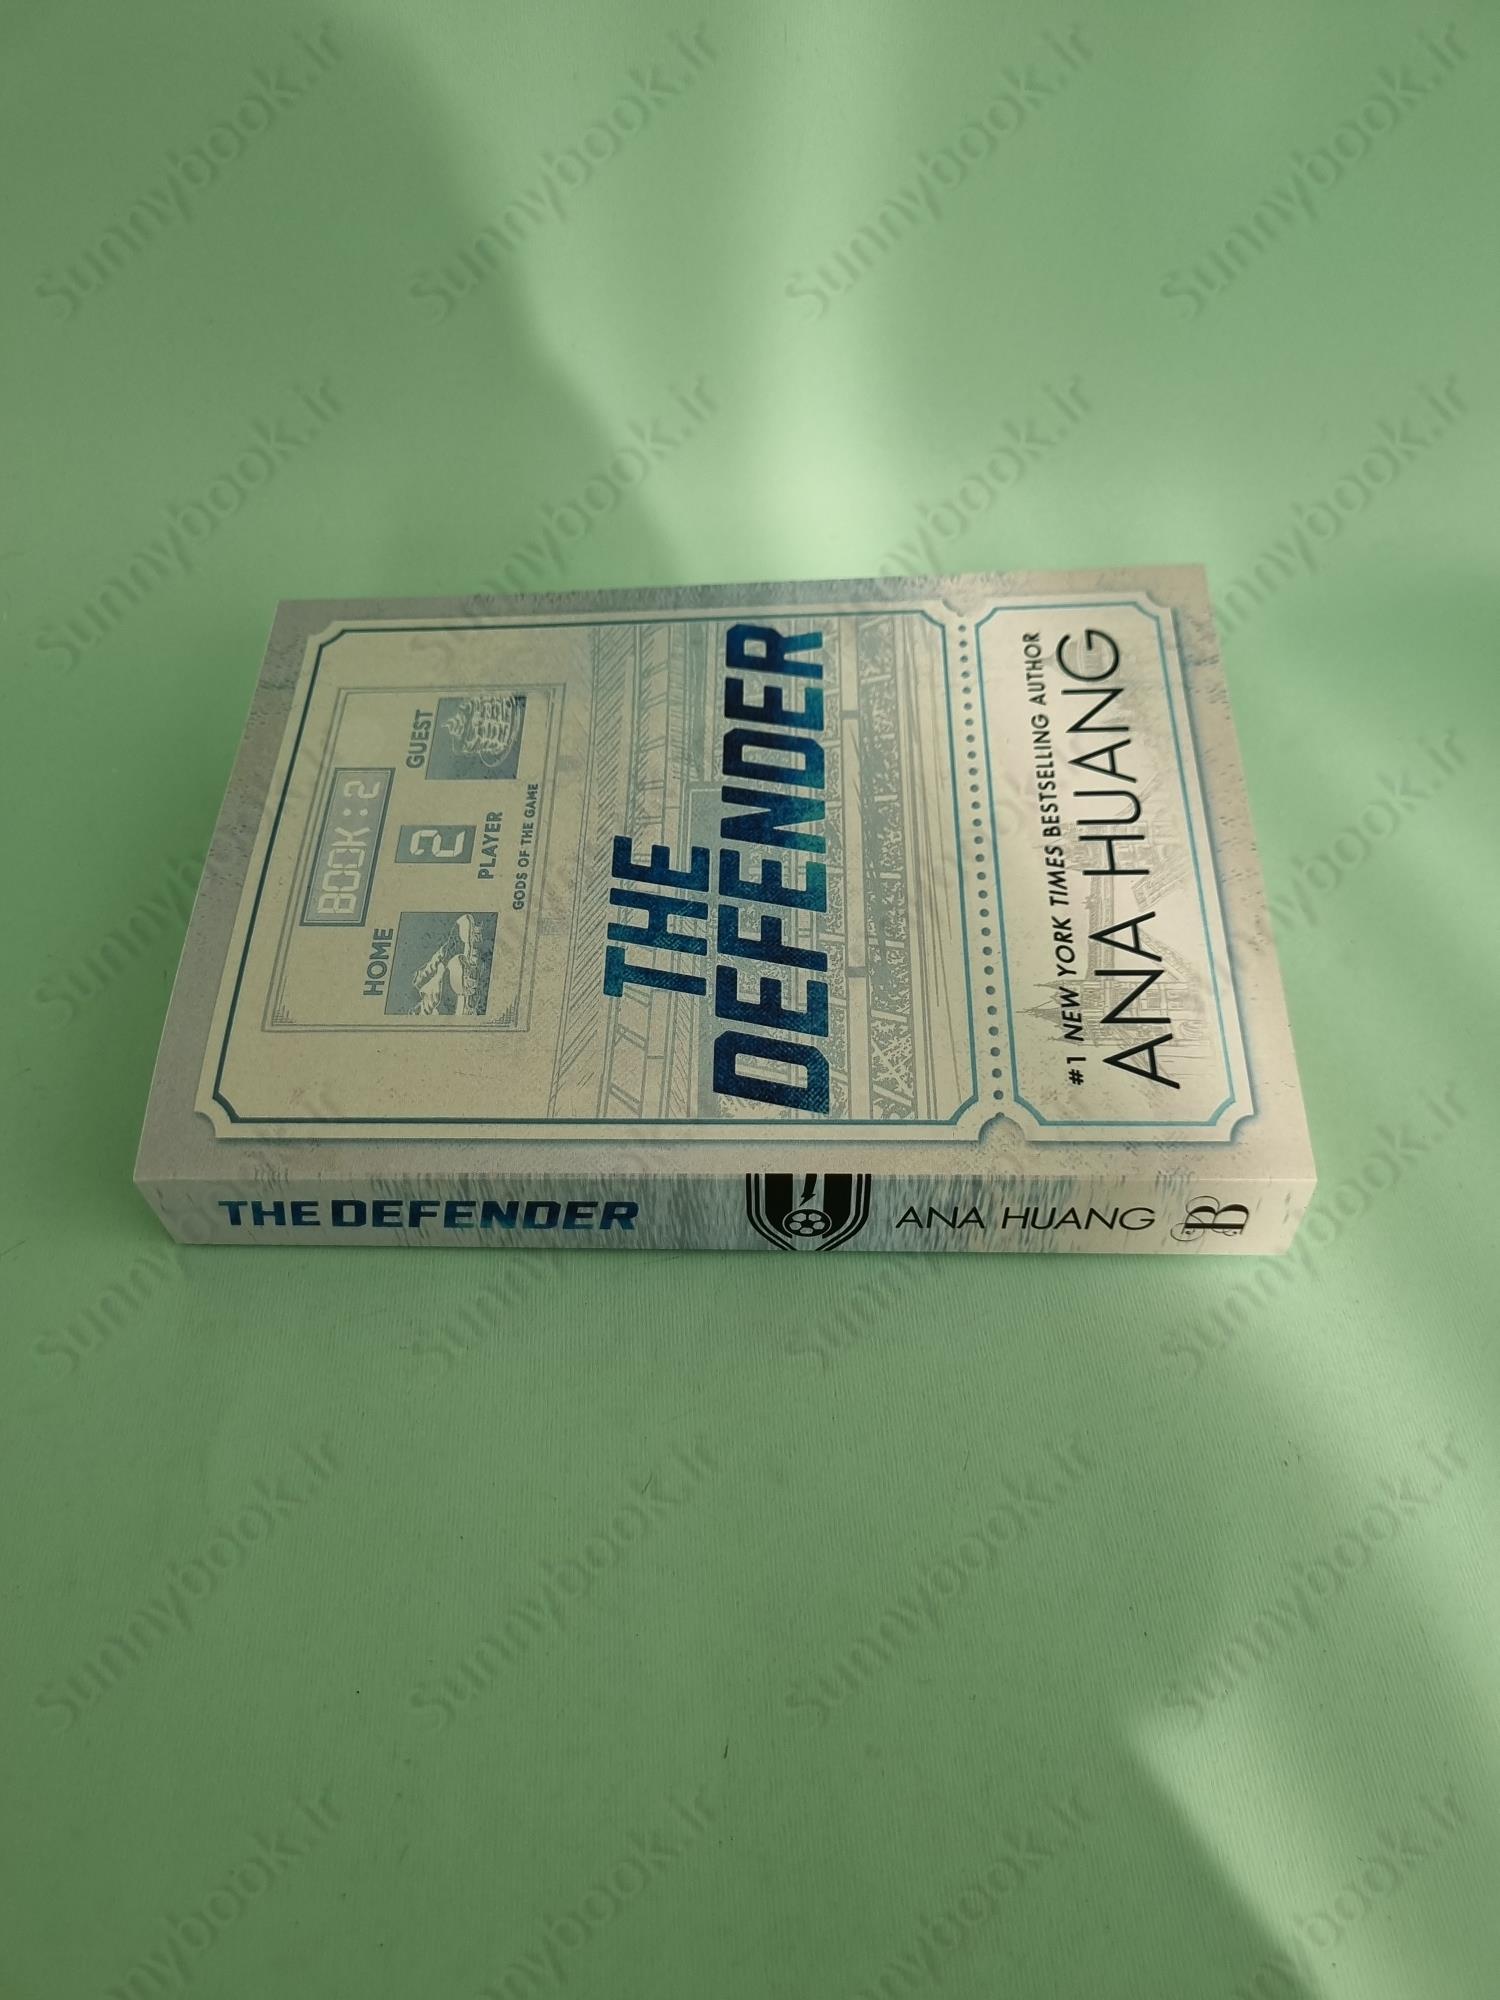 BOOK:2
HOME
2
GUEST
PLAYER
GODS OF THE GAME
THE
DEFENDER
#1 NEW YORK TIMES BESTSELLING AUTHOR
ANA HUANG
THE DEFENDER
ANA HUANG
B
Sunnybook.ir